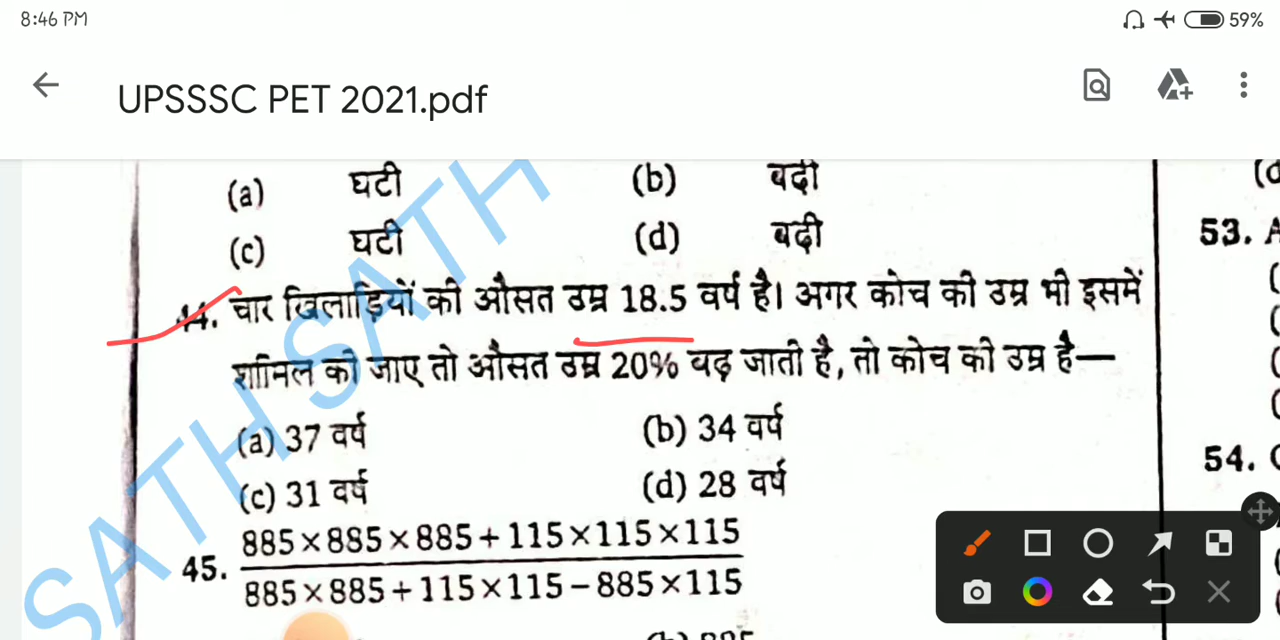 8:46 PM 59%
UPSSSC PET 2021.pdf
SATH SATH
(a) घटी (b) बढ़ी
(c) घटी (d) बढ़ी
44. चार खिलाड़ियों की औसत उम्र 18.5 वर्ष है। अगर कोच की उम्र भी इसमें
शामिल की जाए तो औसत उम्र 20% बढ़ जाती है, तो कोच की उम्र है—
(a) 37 वर्ष (b) 34 वर्ष
(c) 31 वर्ष (d) 28 वर्ष
45. 885×885×885+115×115×115
885×885+115×115−885×115
53. A
54.